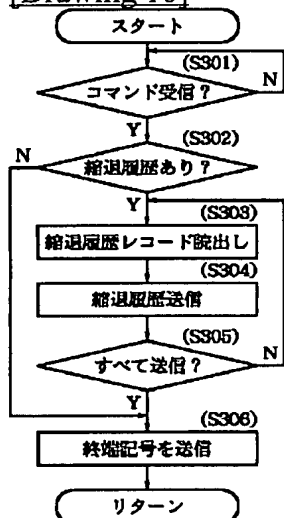 スタート
(S301)
コマンド受信?
N
Y
(S302)
N
縮退履歴あり?
Y
(S303)
縮退履歴レコード読出し
(S304)
縮退履歴送信
(S305)
すべて送信?
N
Y
(S306)
終端記号を送信
リターン